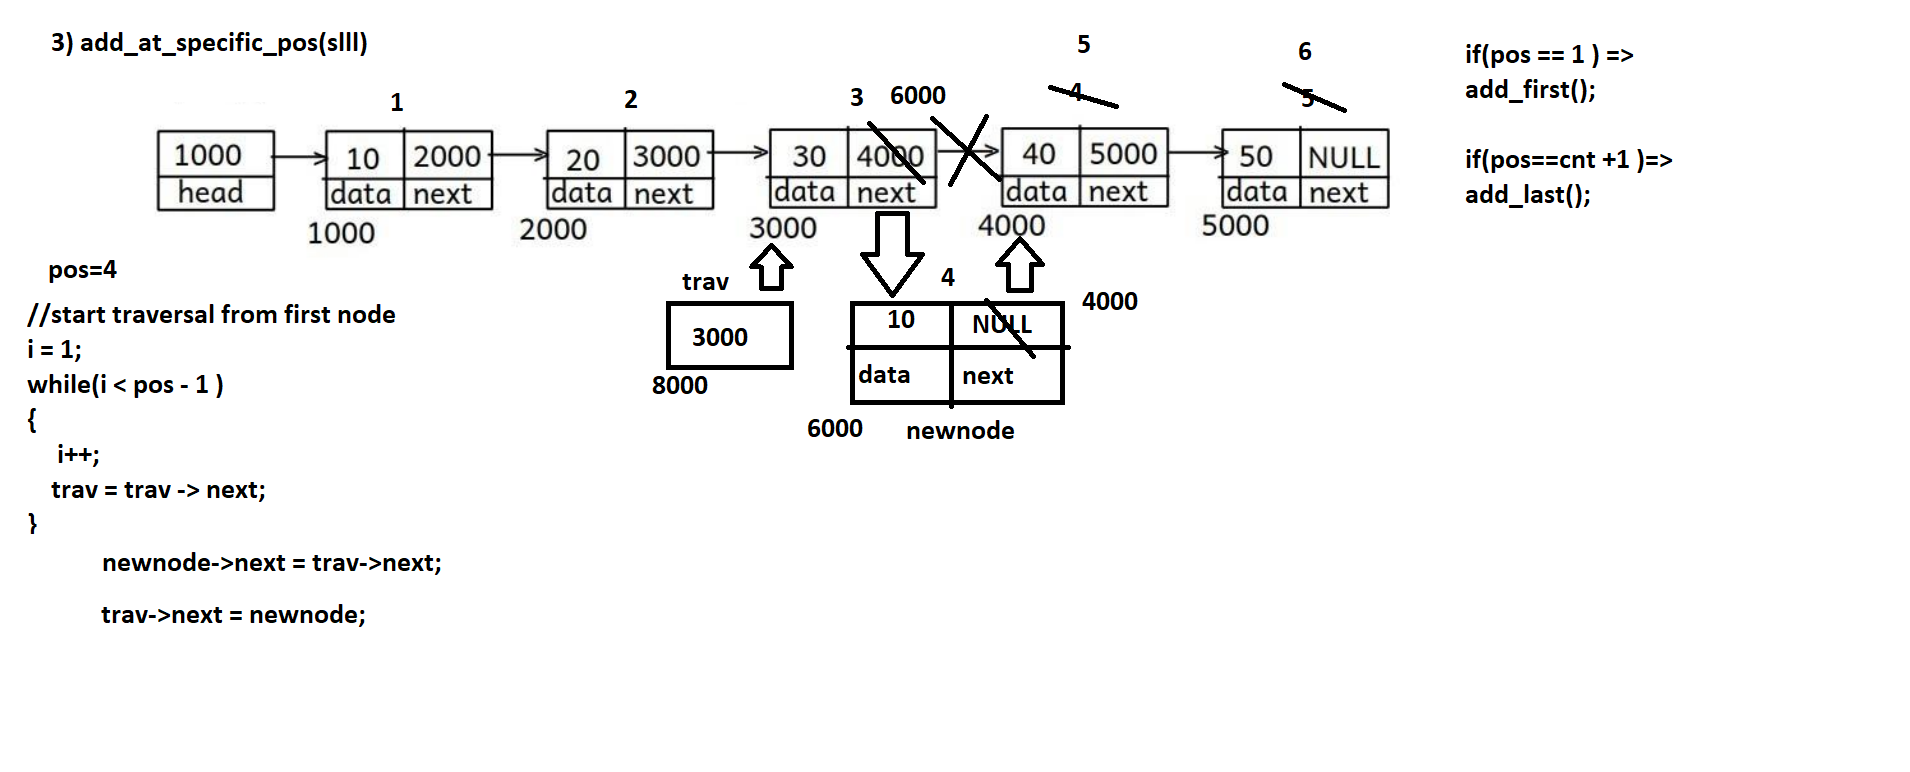 3) add_at_specific_pos(slll)
5
6
1
2
3 6000
4
5
1000
head
10 2000
data next
1000
20 3000
data next
2000
30 4000
data next
3000
40 5000
data next
4000
50 NULL
data next
5000
if(pos == 1 ) =>
add_first();
if(pos==cnt +1 )=>
add_last();
pos=4
//start traversal from first node
i = 1;
while(i < pos - 1 )
{
i++;
trav = trav -> next;
}
newnode->next = trav->next;
trav->next = newnode;
trav
3000
8000
4
4000
10 NULL
data next
6000 newnode